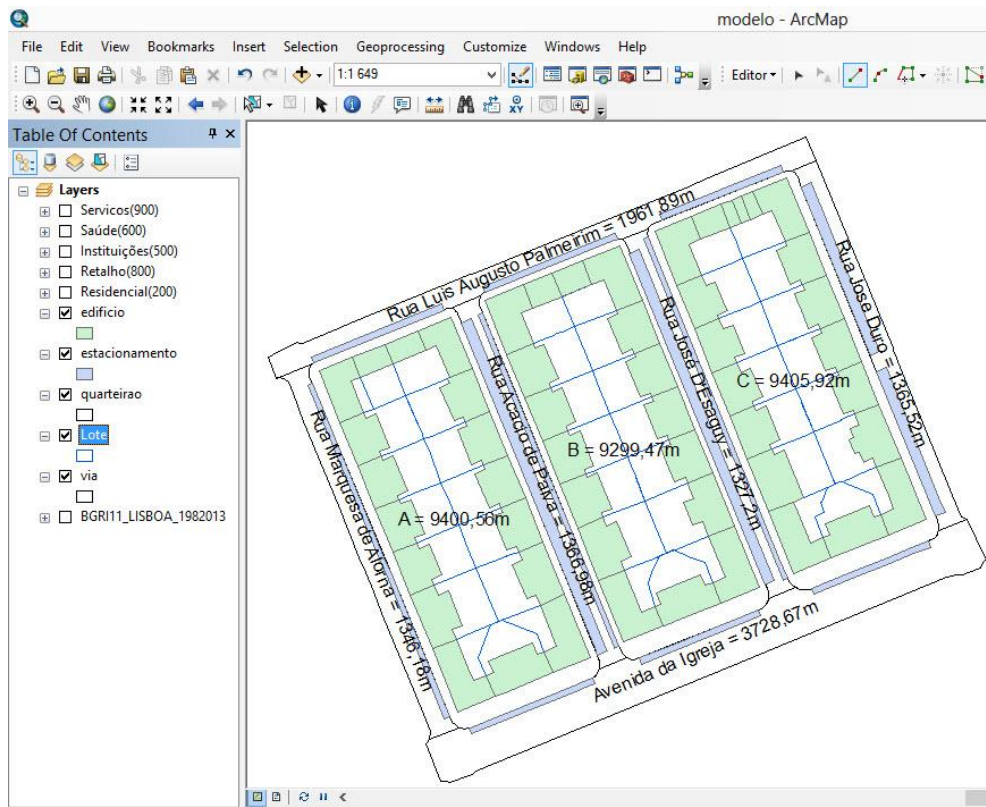 modelo - ArcMap
File Edit View Bookmarks Insert Selection Geoprocessing Customize Windows Help
1:1 649
Editor
XY
Table Of Contents
Layers
Servicos(900)
Saúde(600)
Instituições(500)
Retalho(800)
Residencial(200)
edificio
estacionamento
quarteirao
Lote
via
BGRI11_LISBOA_1982013
Rua Luis Augusto Palmeirim = 1961,89m
Rua Marquesa de Alorna = 1346,18m
Rua Acacio de Paiva = 1366,98m
Rua José D'Esaguy = 1327,2m
Rua Jose Duro = 1365,52m
A = 9400,56m
B = 9299,47m
C = 9405,92m
Avenida da Igreja = 3728,67m